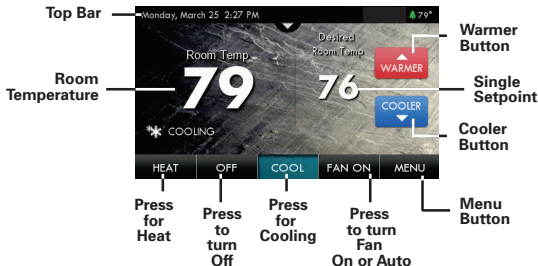 Top Bar
Monday, March 25 2:27 PM
79°
Desired
Room Temp
Room Temp
79
76
WARMER
COOLER
COOLING
HEAT
OFF
COOL
FAN ON
MENU
Warmer
Button
Room
Temperature
Single
Setpoint
Cooler
Button
Press
for
Heat
Press
to
turn
Off
Press
for
Cooling
Press
to turn
Fan
On or Auto
Menu
Button